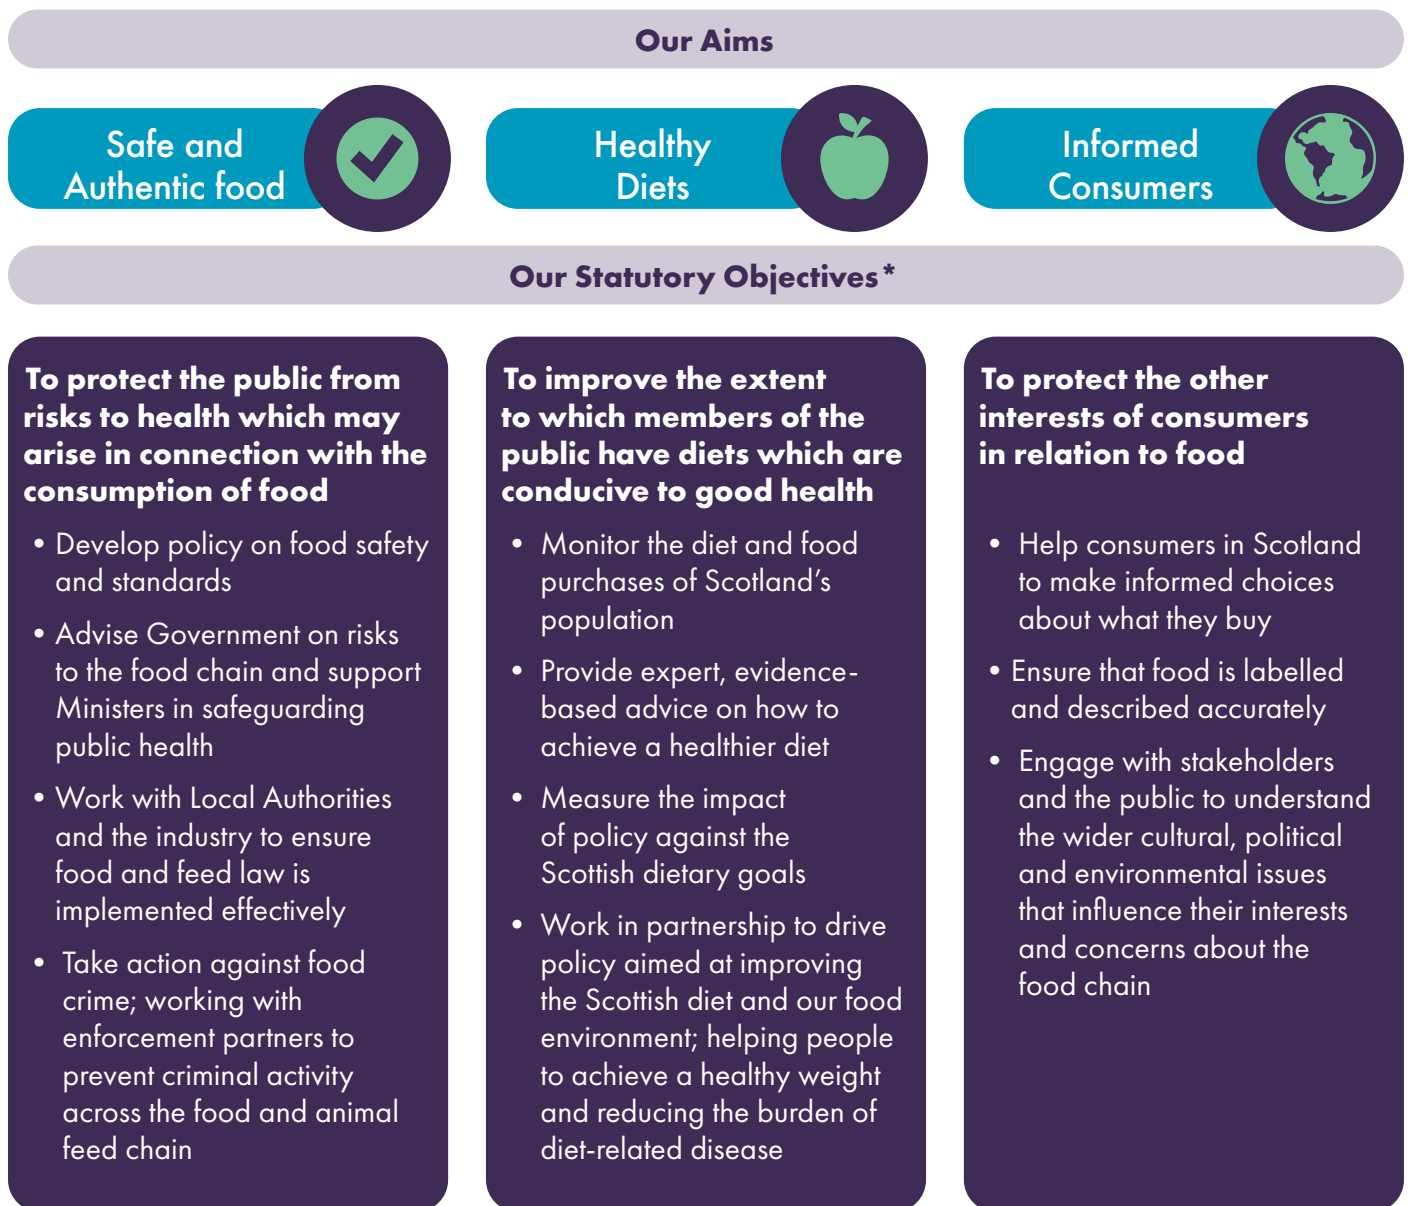 Our Aims
Safe and
Authentic food
Healthy
Diets
Informed
Consumers
Our Statutory Objectives*
To protect the public from
risks to health which may
arise in connection with the
consumption of food
• Develop policy on food safety
and standards
• Advise Government on risks
to the food chain and support
Ministers in safeguarding
public health
• Work with Local Authorities
and the industry to ensure
food and feed law is
implemented effectively
• Take action against food
crime; working with
enforcement partners to
prevent criminal activity
across the food and animal
feed chain
To improve the extent
to which members of the
public have diets which are
conducive to good health
• Monitor the diet and food
purchases of Scotland’s
population
• Provide expert, evidence-
based advice on how to
achieve a healthier diet
• Measure the impact
of policy against the
Scottish dietary goals
• Work in partnership to drive
policy aimed at improving
the Scottish diet and our food
environment; helping people
to achieve a healthy weight
and reducing the burden of
diet-related disease
To protect the other
interests of consumers
in relation to food
• Help consumers in Scotland
to make informed choices
about what they buy
• Ensure that food is labelled
and described accurately
• Engage with stakeholders
and the public to understand
the wider cultural, political
and environmental issues
that influence their interests
and concerns about the
food chain